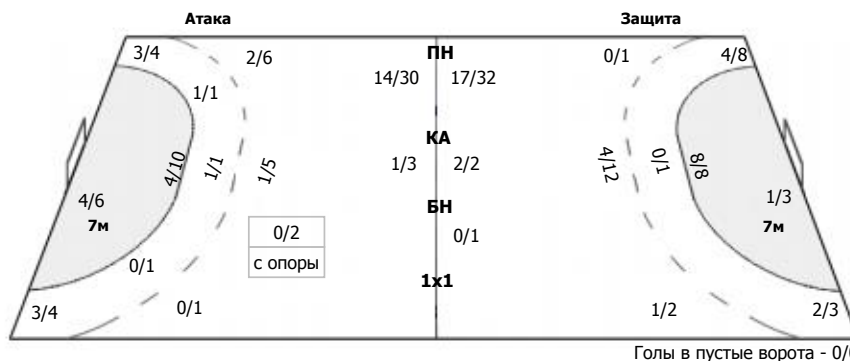 Атака
Защита
3/4
2/6
ПН
0/1
4/8
14/30
17/32
1/1
КА
4/10
1/1
1/5
1/3
2/2
4/12
0/1
8/8
4/6
1/3
7м
БН
7м
0/2
0/1
с опоры
0/1
1x1
3/4
0/1
1/2
2/3
Голы в пустые ворота - 0/